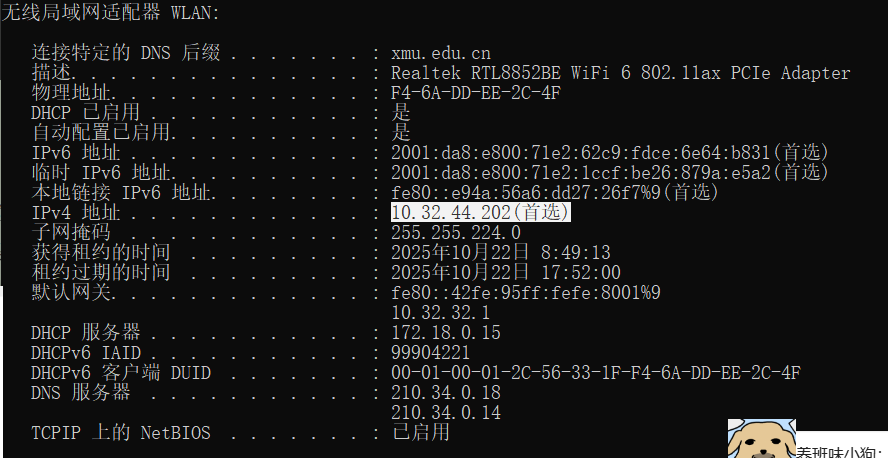 无线局域网适配器 WLAN:
连接特定的 DNS 后缀 . . . . . . . : xmu.edu.cn
描述. . . . . . . . . . . . . . . : Realtek RTL8852BE WiFi 6 802.11ax PCIe Adapter
物理地址. . . . . . . . . . . . . : F4-6A-DD-EE-2C-4F
DHCP 已启用 . . . . . . . . . . . : 是
自动配置已启用. . . . . . . . . . : 是
IPv6 地址 . . . . . . . . . . . . : 2001:da8:e800:71e2:62c9:fdce:6e64:b831(首选)
临时 IPv6 地址. . . . . . . . . . : 2001:da8:e800:71e2:1ccf:be26:879a:e5a2(首选)
本地链接 IPv6 地址. . . . . . . . : fe80::e94a:56a6:dd27:26f7%9(首选)
IPv4 地址 . . . . . . . . . . . . : 10.32.44.202(首选)
子网掩码 . . . . . . . . . . . . : 255.255.224.0
获得租约的时间 . . . . . . . . . : 2025年10月22日 8:49:13
租约过期的时间 . . . . . . . . . : 2025年10月22日 17:52:00
默认网关. . . . . . . . . . . . . : fe80::42fe:95ff:fefe:8001%9
10.32.32.1
DHCP 服务器 . . . . . . . . . . . : 172.18.0.15
DHCPv6 IAID . . . . . . . . . . . : 99904221
DHCPv6 客户端 DUID . . . . . . . : 00-01-00-01-2C-56-33-1F-F4-6A-DD-EE-2C-4F
DNS 服务器 . . . . . . . . . . . : 210.34.0.18
210.34.0.14
TCPIP 上的 NetBIOS . . . . . . . : 已启用
养班味小狗: